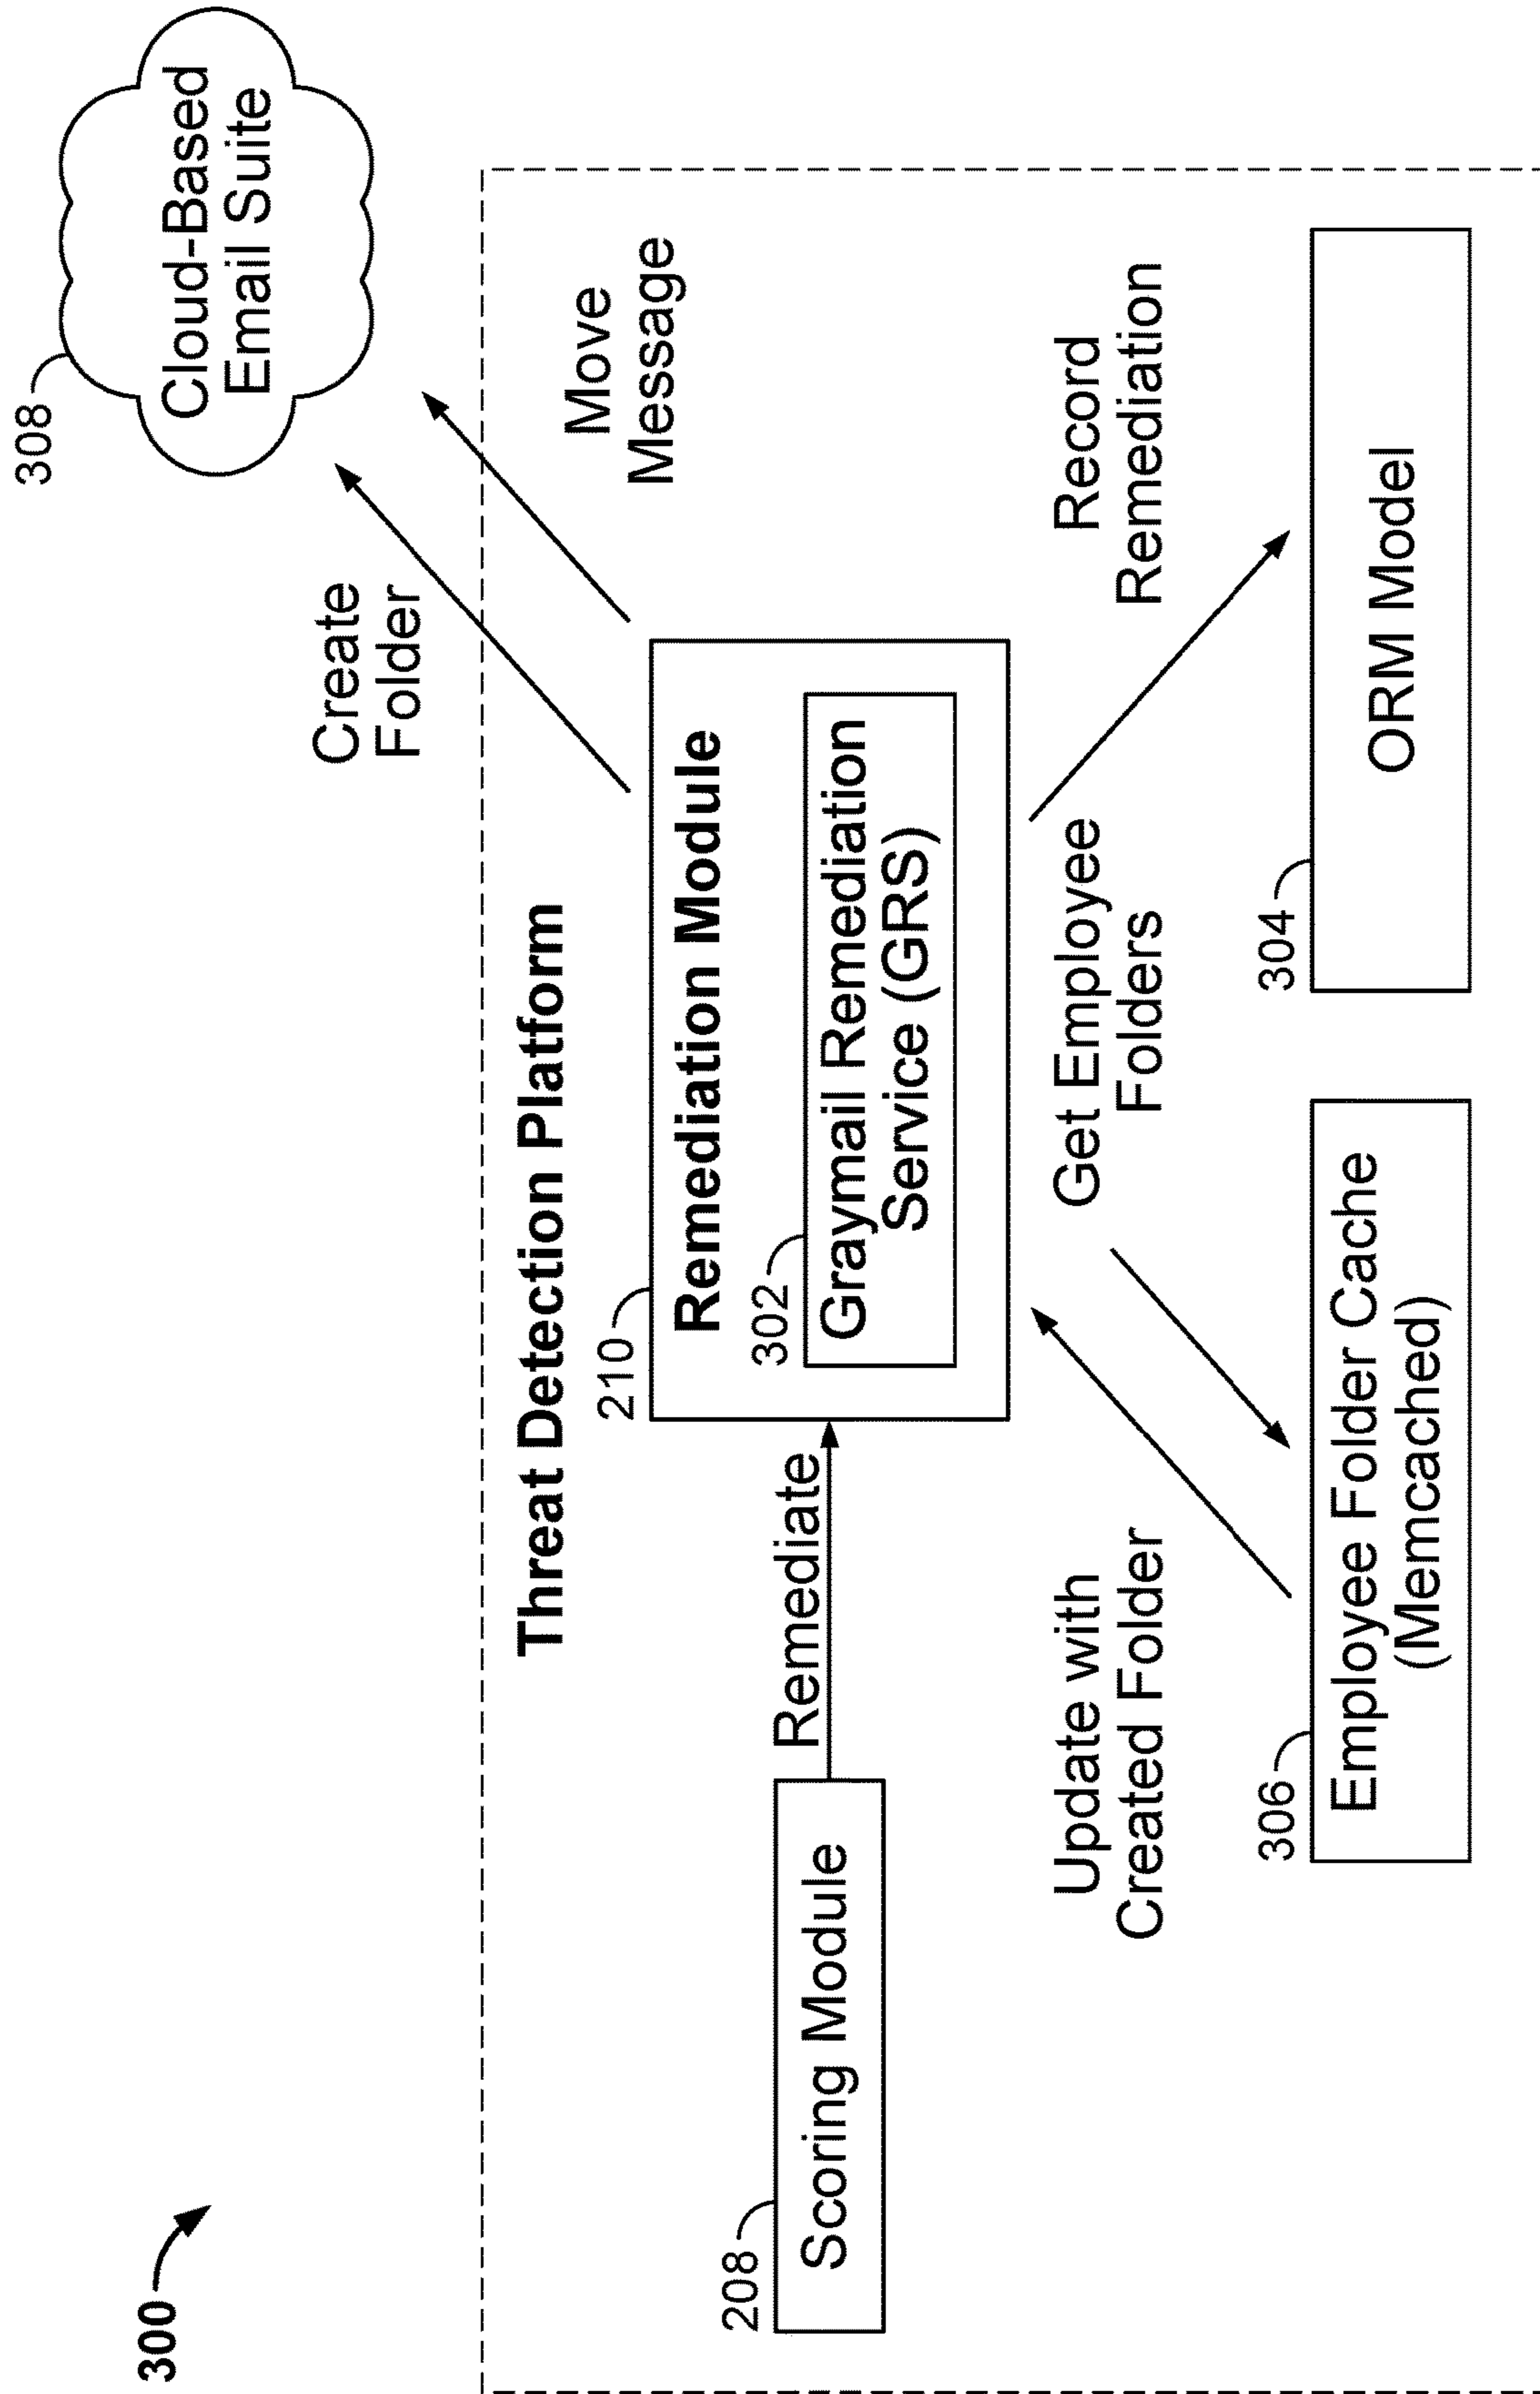 300
308
Cloud-Based
Email Suite
Create
Folder
Move
Message
Threat Detection Platform
210
Remediation Module
302
Graymail Remediation
Service (GRS)
208
Scoring Module
Remediate
Update with
Created Folder
Get Employee
Folders
Record
Remediation
306
Employee Folder Cache
(Memcached)
304
ORM Model